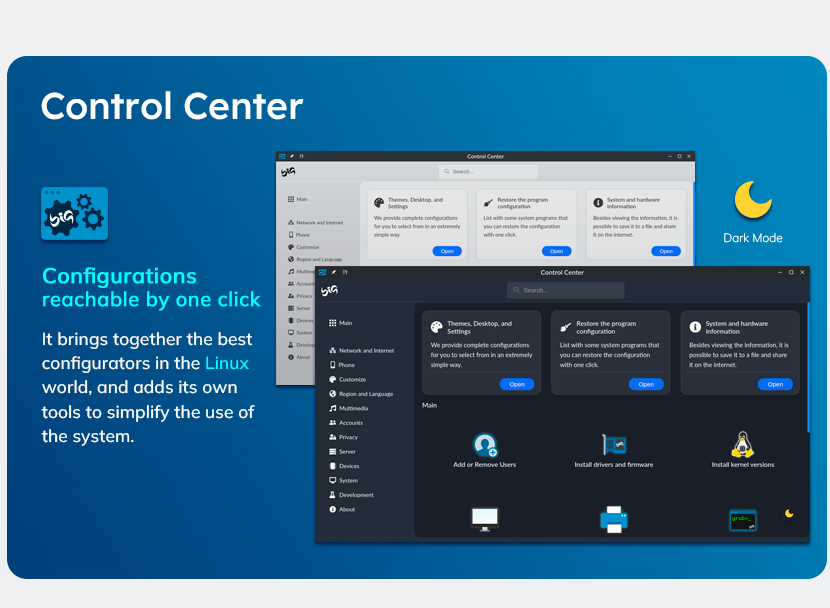 Control Center
Configurations
reachable by one click
It brings together the best
configurators in the Linux
world, and adds its own
tools to simplify the use of
the system.
Dark Mode
Control Center
Search...
Main
Network and Internet
Phone
Customize
Region and Language
Themes, Desktop, and
Settings
We provide complete configurations
for you to select from in an extremely
simple way.
Open
Restore the program
configuration
List with some system programs that
you can restore the configuration
with one click.
Open
System and hardware
information
Besides viewing the information, it is
possible to save it to a file and share
it on the internet.
Open
Control Center
big
Search...
Main
Network and Internet
Phone
Customize
Region and Language
Multimedia
Accounts
Privacy
Server
Devices
System
Development
About
Themes, Desktop, and
Settings
We provide complete configurations
for you to select from in an extremely
simple way.
Open
Restore the program
configuration
List with some system programs that
you can restore the configuration
with one click.
Open
System and hardware
information
Besides viewing the information, it is
possible to save it to a file and share
it on the internet.
Open
Main
Add or Remove Users
Install drivers and firmware
Install kernel versions
grub>_